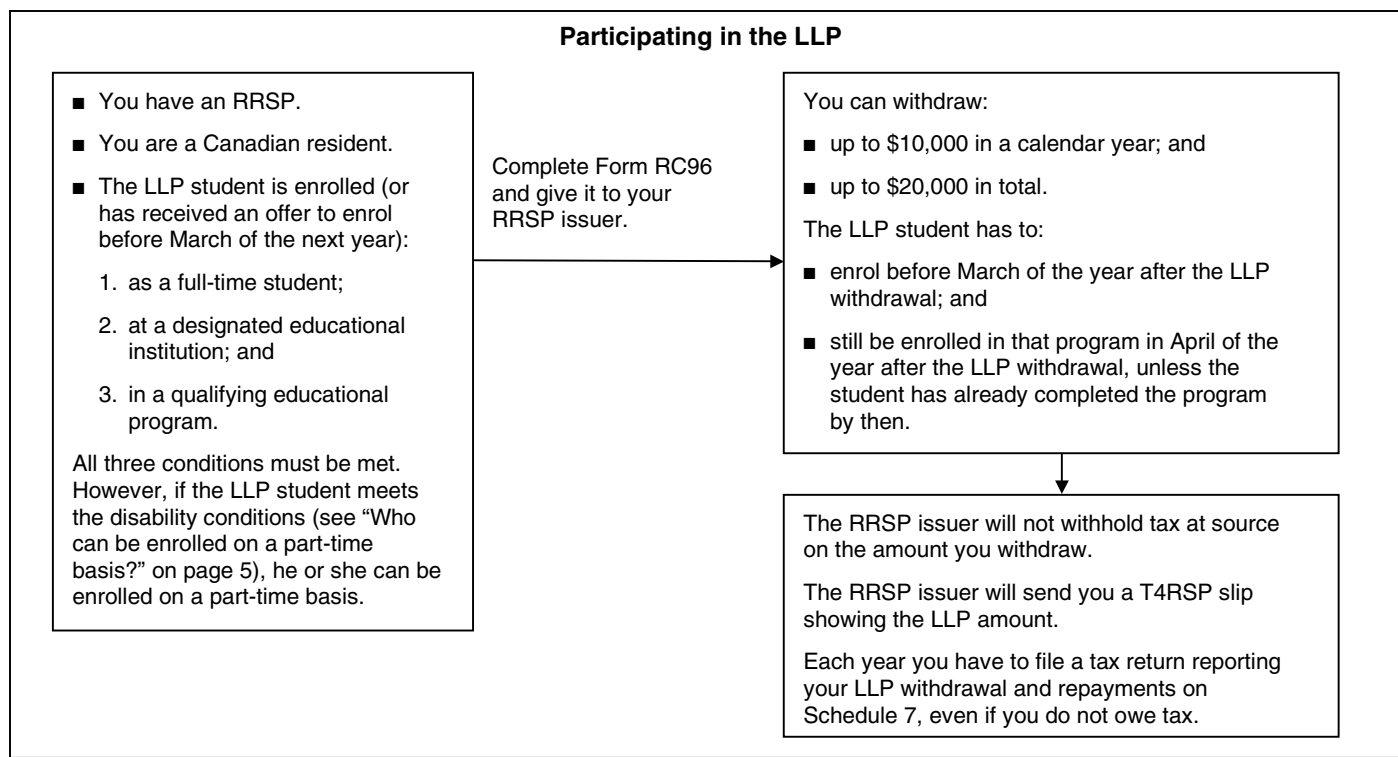 Participating in the LLP
■ You have an RRSP.
■ You are a Canadian resident.
■ The LLP student is enrolled (or
has received an offer to enrol
before March of the next year):
1. as a full-time student;
2. at a designated educational
institution; and
3. in a qualifying educational
program.
All three conditions must be met.
However, if the LLP student meets
the disability conditions (see “Who
can be enrolled on a part-time
basis?” on page 5), he or she can be
enrolled on a part-time basis.
Complete Form RC96
and give it to your
RRSP issuer.
You can withdraw:
■ up to $10,000 in a calendar year; and
■ up to $20,000 in total.
The LLP student has to:
■ enrol before March of the year after the LLP
withdrawal; and
■ still be enrolled in that program in April of the
year after the LLP withdrawal, unless the
student has already completed the program
by then.
The RRSP issuer will not withhold tax at source
on the amount you withdraw.
The RRSP issuer will send you a T4RSP slip
showing the LLP amount.
Each year you have to file a tax return reporting
your LLP withdrawal and repayments on
Schedule 7, even if you do not owe tax.